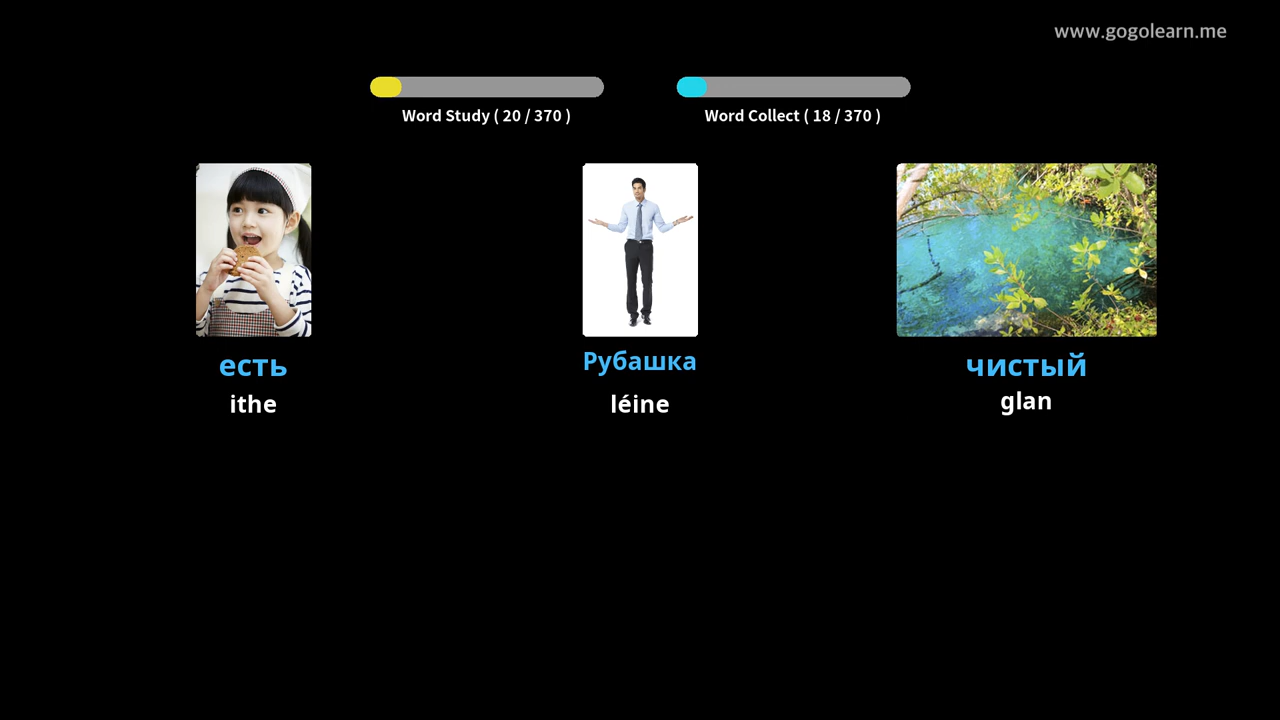 www.gogolearn.me
Word Study ( 20 / 370 )
Word Collect ( 18 / 370 )
есть
Рубашка
чистый
ithe
léine
glan